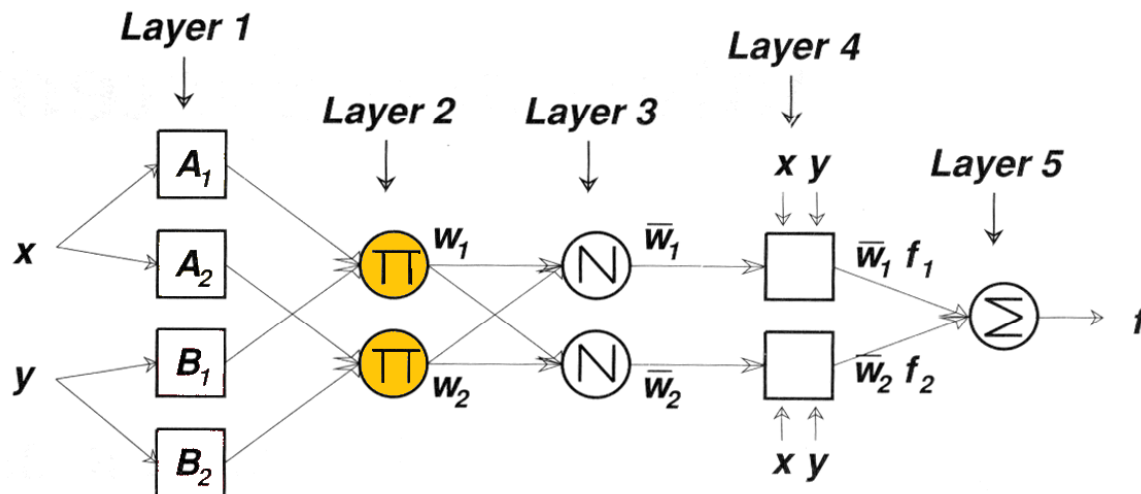 Layer 1
Layer 4
Layer 2
Layer 3
x y
Layer 5
A1
x
A2
Π
w1
N
w̅1
w̅1 f1
Σ
f
y
B1
Π
w2
N
w̅2
w̅2 f2
B2
x y